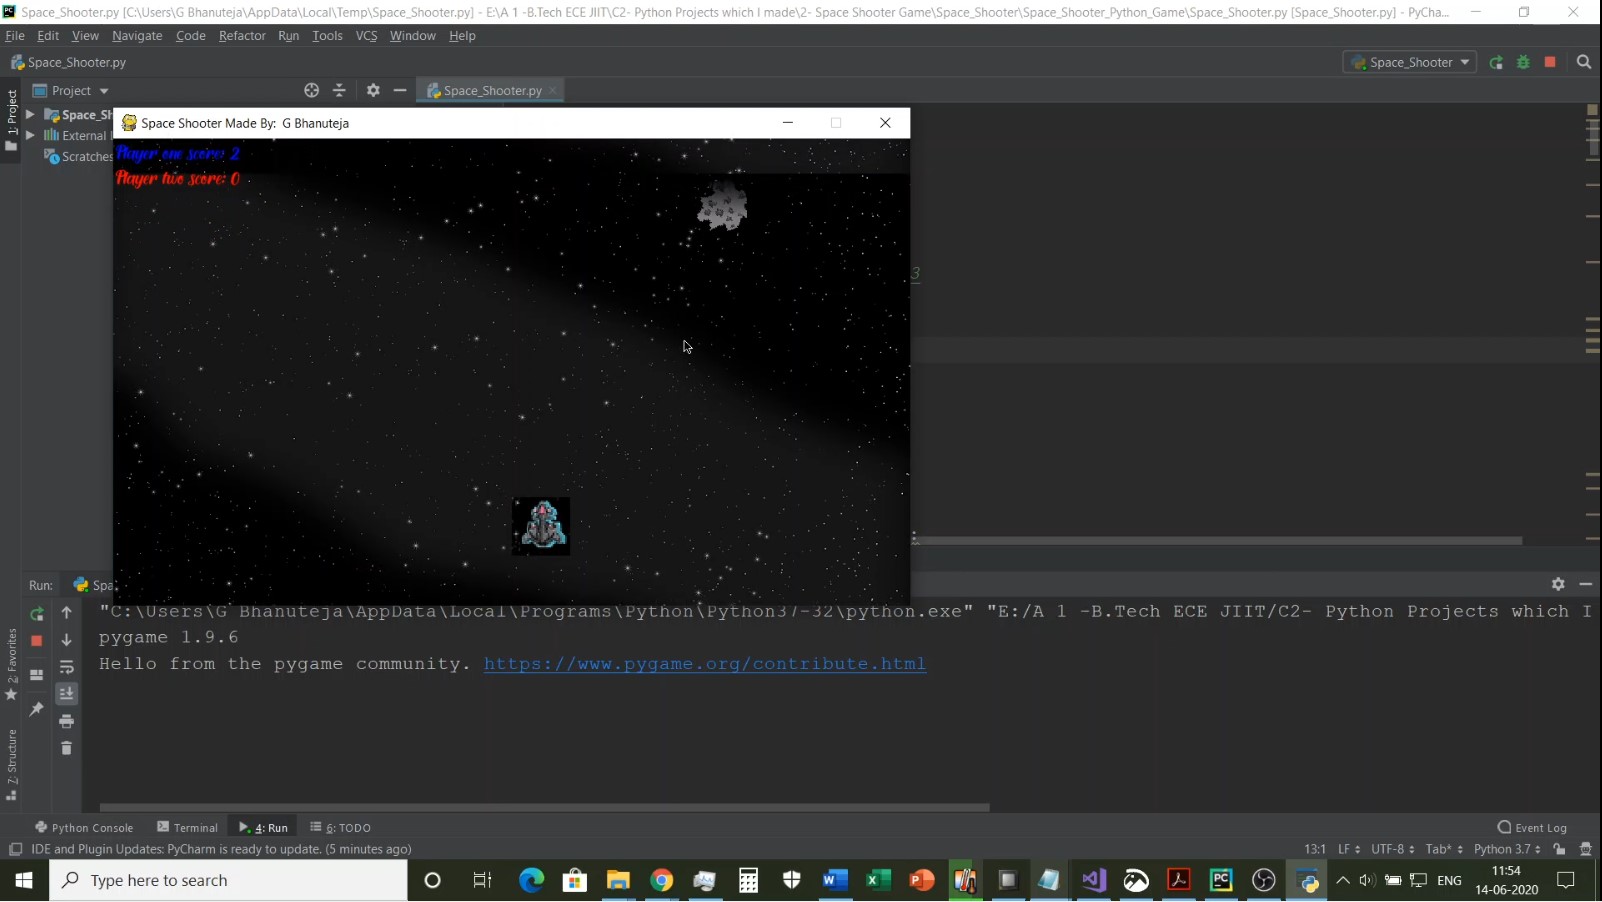 Space_Shooter.py [C:\Users\G Bhanuteja\AppData\Local\Temp\Space_Shooter.py] - E:\A 1 -B.Tech ECE JIIT\C2- Python Projects which I made\2- Space Shooter Game\Space_Shooter\Space_Shooter_Python_Game\Space_Shooter.py [Space_Shooter.py] - PyCha...
File Edit View Navigate Code Refactor Run Tools VCS Window Help
Space_Shooter.py
Space_Shooter
1: Project
Project
Space_Shooter.py
Space_Sh
External
Scratches
Space Shooter Made By: G Bhanuteja
Player one score: 2
Player two score: 0
3
Run:
Spa
"C:\Users\G Bhanuteja\AppData\Local\Programs\Python\Python37-32\python.exe" "E:/A 1 -B.Tech ECE JIIT/C2- Python Projects which I
pygame 1.9.6
Hello from the pygame community. https://www.pygame.org/contribute.html
2: Favorites
Z: Structure
Python Console Terminal 4: Run 6: TODO
Event Log
IDE and Plugin Updates: PyCharm is ready to update. (5 minutes ago)
13:1 LF UTF-8 Tab* Python 3.7
Type here to search
ENG
11:54
14-06-2020